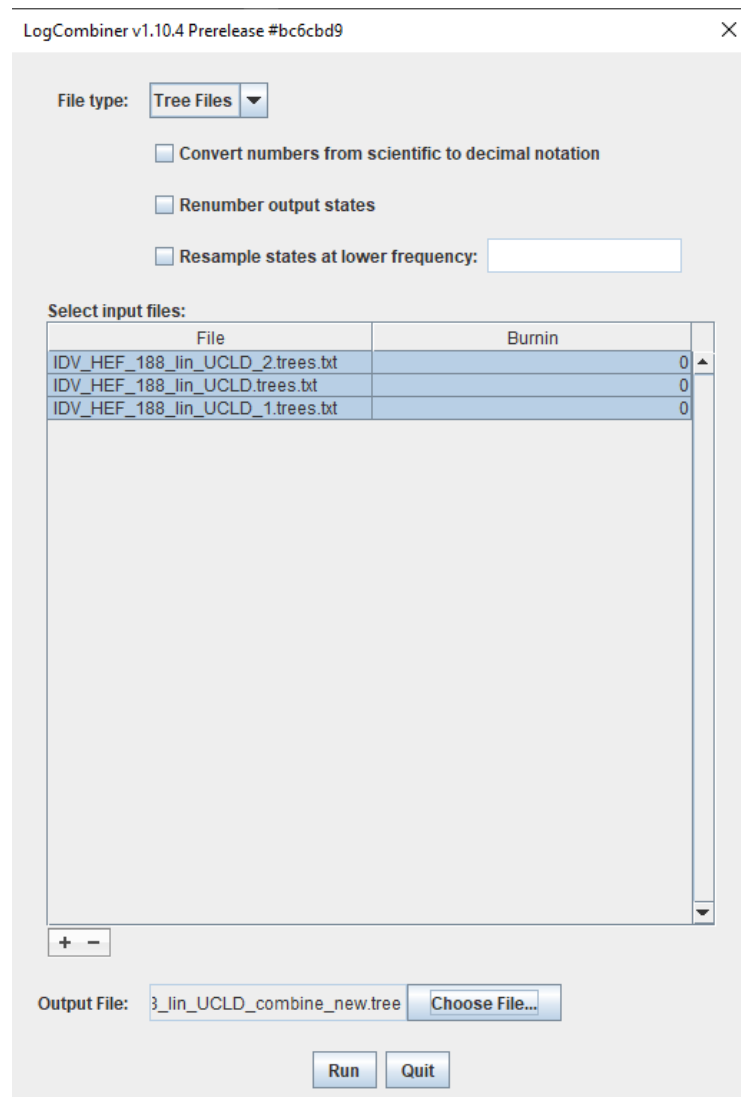 LogCombiner v1.10.4 Prerelease #bc6cbd9
File type: Tree Files
Convert numbers from scientific to decimal notation
Renumber output states
Resample states at lower frequency:
Select input files:
File Burnin
IDV_HEF_188_lin_UCLD_2.trees.txt 0
IDV_HEF_188_lin_UCLD.trees.txt 0
IDV_HEF_188_lin_UCLD_1.trees.txt 0
+ −
Output File: 3_lin_UCLD_combine_new.tree Choose File...
Run Quit